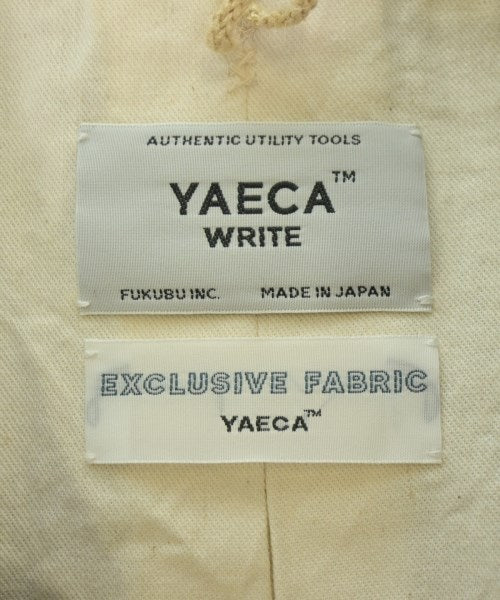 AUTHENTIC UTILITY TOOLS
YAECA™
WRITE
FUKUBU INC. MADE IN JAPAN
EXCLUSIVE FABRIC
YAECA™